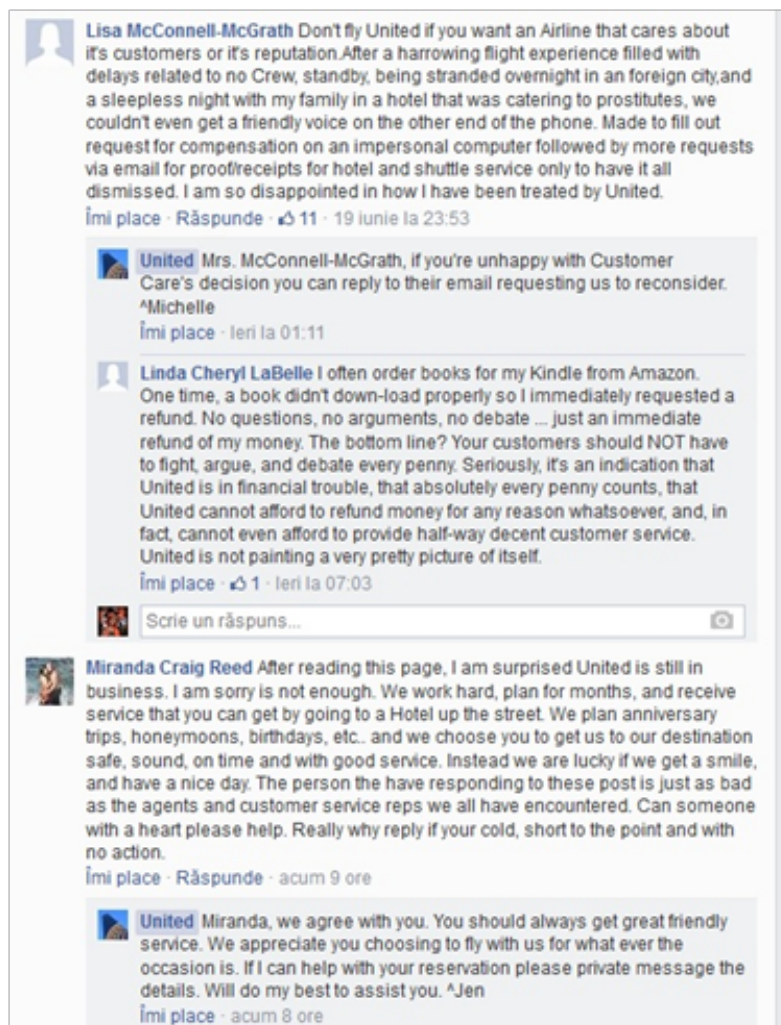 Lisa McConnell-McGrath Don't fly United if you want an Airline that cares about
it's customers or it's reputation.After a harrowing flight experience filled with
delays related to no Crew, standby, being stranded overnight in an foreign city,and
a sleepless night with my family in a hotel that was catering to prostitutes, we
couldn't even get a friendly voice on the other end of the phone. Made to fill out
request for compensation on an impersonal computer followed by more requests
via email for proof/receipts for hotel and shuttle service only to have it all
dismissed. I am so disappointed in how I have been treated by United.
Îmi place · Răspunde · 11 · 19 iunie la 23:53
United Mrs. McConnell-McGrath, if you're unhappy with Customer
Care's decision you can reply to their email requesting us to reconsider.
^Michelle
Îmi place · Ieri la 01:11
Linda Cheryl LaBelle I often order books for my Kindle from Amazon.
One time, a book didn't down-load properly so I immediately requested a
refund. No questions, no arguments, no debate ... just an immediate
refund of my money. The bottom line? Your customers should NOT have
to fight, argue, and debate every penny. Seriously, it's an indication that
United is in financial trouble, that absolutely every penny counts, that
United cannot afford to refund money for any reason whatsoever, and, in
fact, cannot even afford to provide half-way decent customer service.
United is not painting a very pretty picture of itself.
Îmi place · 1 · Ieri la 07:03
Scrie un răspuns...
Miranda Craig Reed After reading this page, I am surprised United is still in
business. I am sorry is not enough. We work hard, plan for months, and receive
service that you can get by going to a Hotel up the street. We plan anniversary
trips, honeymoons, birthdays, etc.. and we choose you to get us to our destination
safe, sound, on time and with good service. Instead we are lucky if we get a smile,
and have a nice day. The person the have responding to these post is just as bad
as the agents and customer service reps we all have encountered. Can someone
with a heart please help. Really why reply if your cold, short to the point and with
no action.
Îmi place · Răspunde · acum 9 ore
United Miranda, we agree with you. You should always get great friendly
service. We appreciate you choosing to fly with us for what ever the
occasion is. If I can help with your reservation please private message the
details. Will do my best to assist you. ^Jen
Îmi place · acum 8 ore